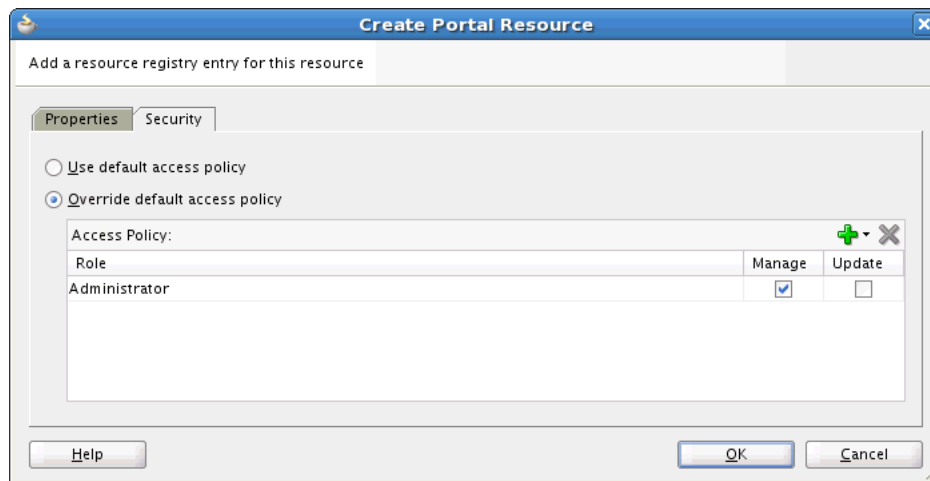 Create Portal Resource
Add a resource registry entry for this resource
Properties Security
Use default access policy
Override default access policy
Access Policy:
Role Manage Update
Administrator
Help OK Cancel